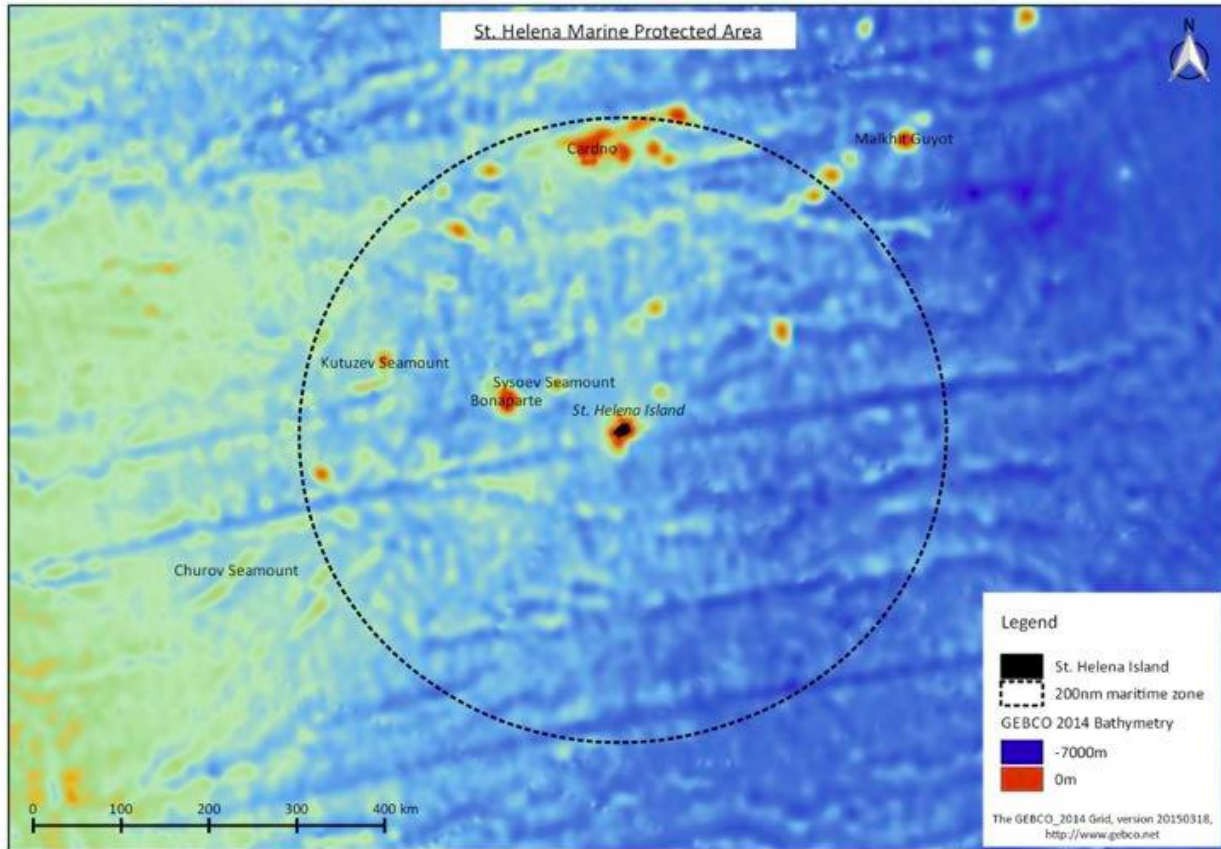 St. Helena Marine Protected Area
N
Cardno
Malkhit Guyot
Kutuzev Seamount
Sysoev Seamount
Bonaparte
St. Helena Island
Churov Seamount
Legend
St. Helena Island
200nm maritime zone
GEBCO 2014 Bathymetry
-7000m
0m
The GEBCO_2014 Grid, version 20150318,
http://www.gebco.net
0 100 200 300 400 km